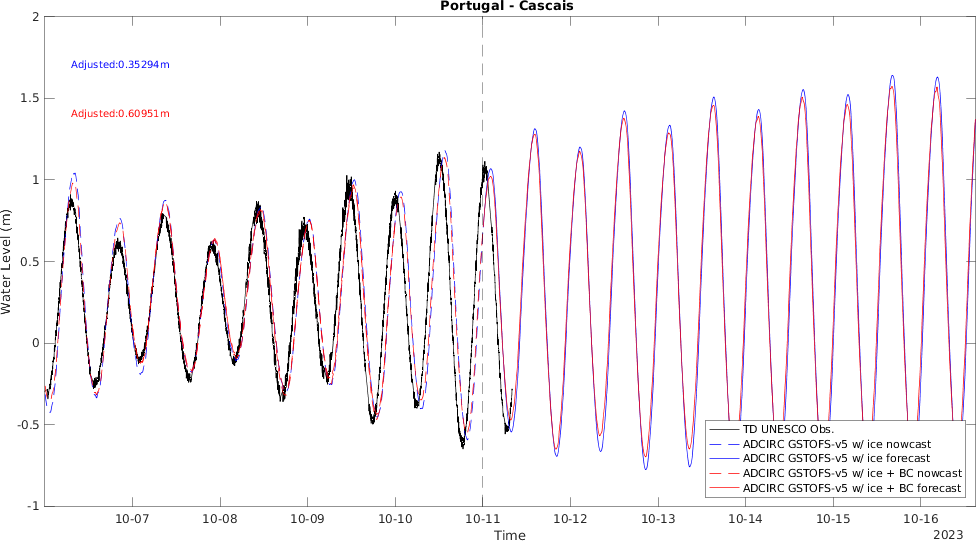 Portugal - Cascais
2
1.5
1
0.5
0
-0.5
-1
Water Level (m)
Adjusted:0.35294m
Adjusted:0.60951m
TD UNESCO Obs.
ADCIRC GSTOFS-v5 w/ ice nowcast
ADCIRC GSTOFS-v5 w/ ice forecast
ADCIRC GSTOFS-v5 w/ ice + BC nowcast
ADCIRC GSTOFS-v5 w/ ice + BC forecast
10-07 10-08 10-09 10-10 10-11 10-12 10-13 10-14 10-15 10-16
Time
2023